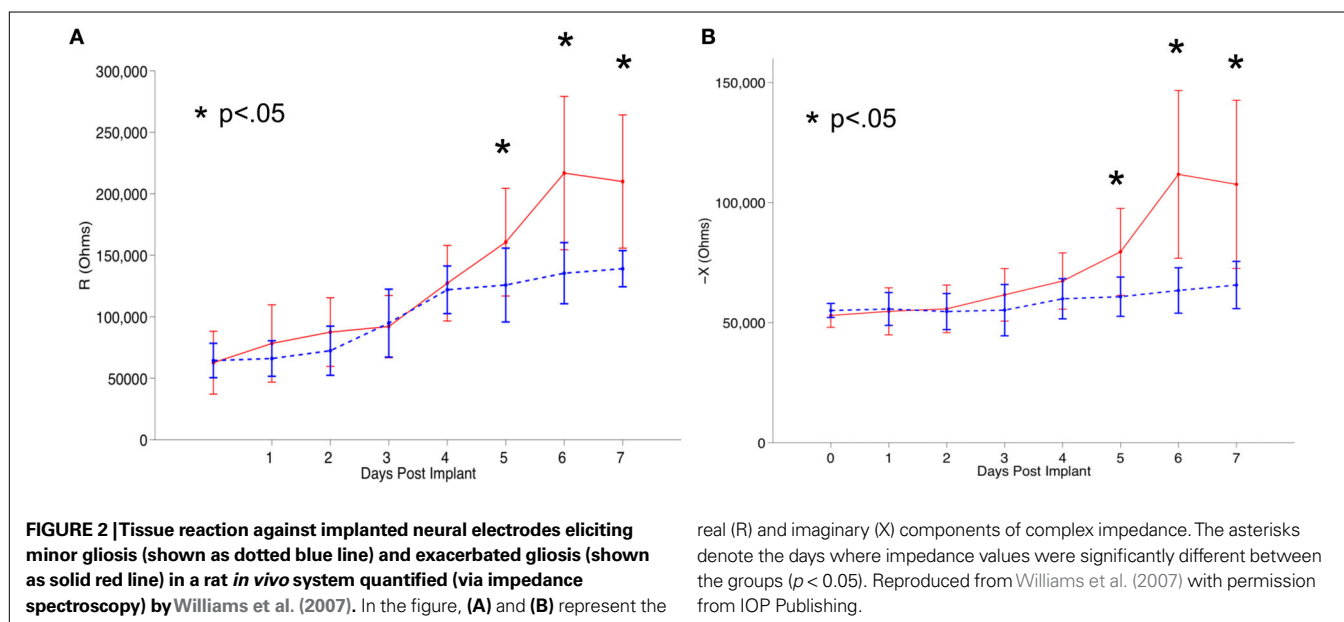 A
300,000
250,000
200,000
150,000
100,000
50000
0
R (Ohms)
* p<.05
*
*
*
1 2 3 4 5 6 7
Days Post Implant
B
150,000
100,000
50,000
0
−X (Ohms)
* p<.05
*
*
*
0 1 2 3 4 5 6 7
Days Post Implant
FIGURE 2 | Tissue reaction against implanted neural electrodes eliciting
minor gliosis (shown as dotted blue line) and exacerbated gliosis (shown
as solid red line) in a rat in vivo system quantified (via impedance
spectroscopy) by Williams et al. (2007). In the figure, (A) and (B) represent the
real (R) and imaginary (X) components of complex impedance. The asterisks
denote the days where impedance values were significantly different between
the groups (p < 0.05). Reproduced from Williams et al. (2007) with permission
from IOP Publishing.